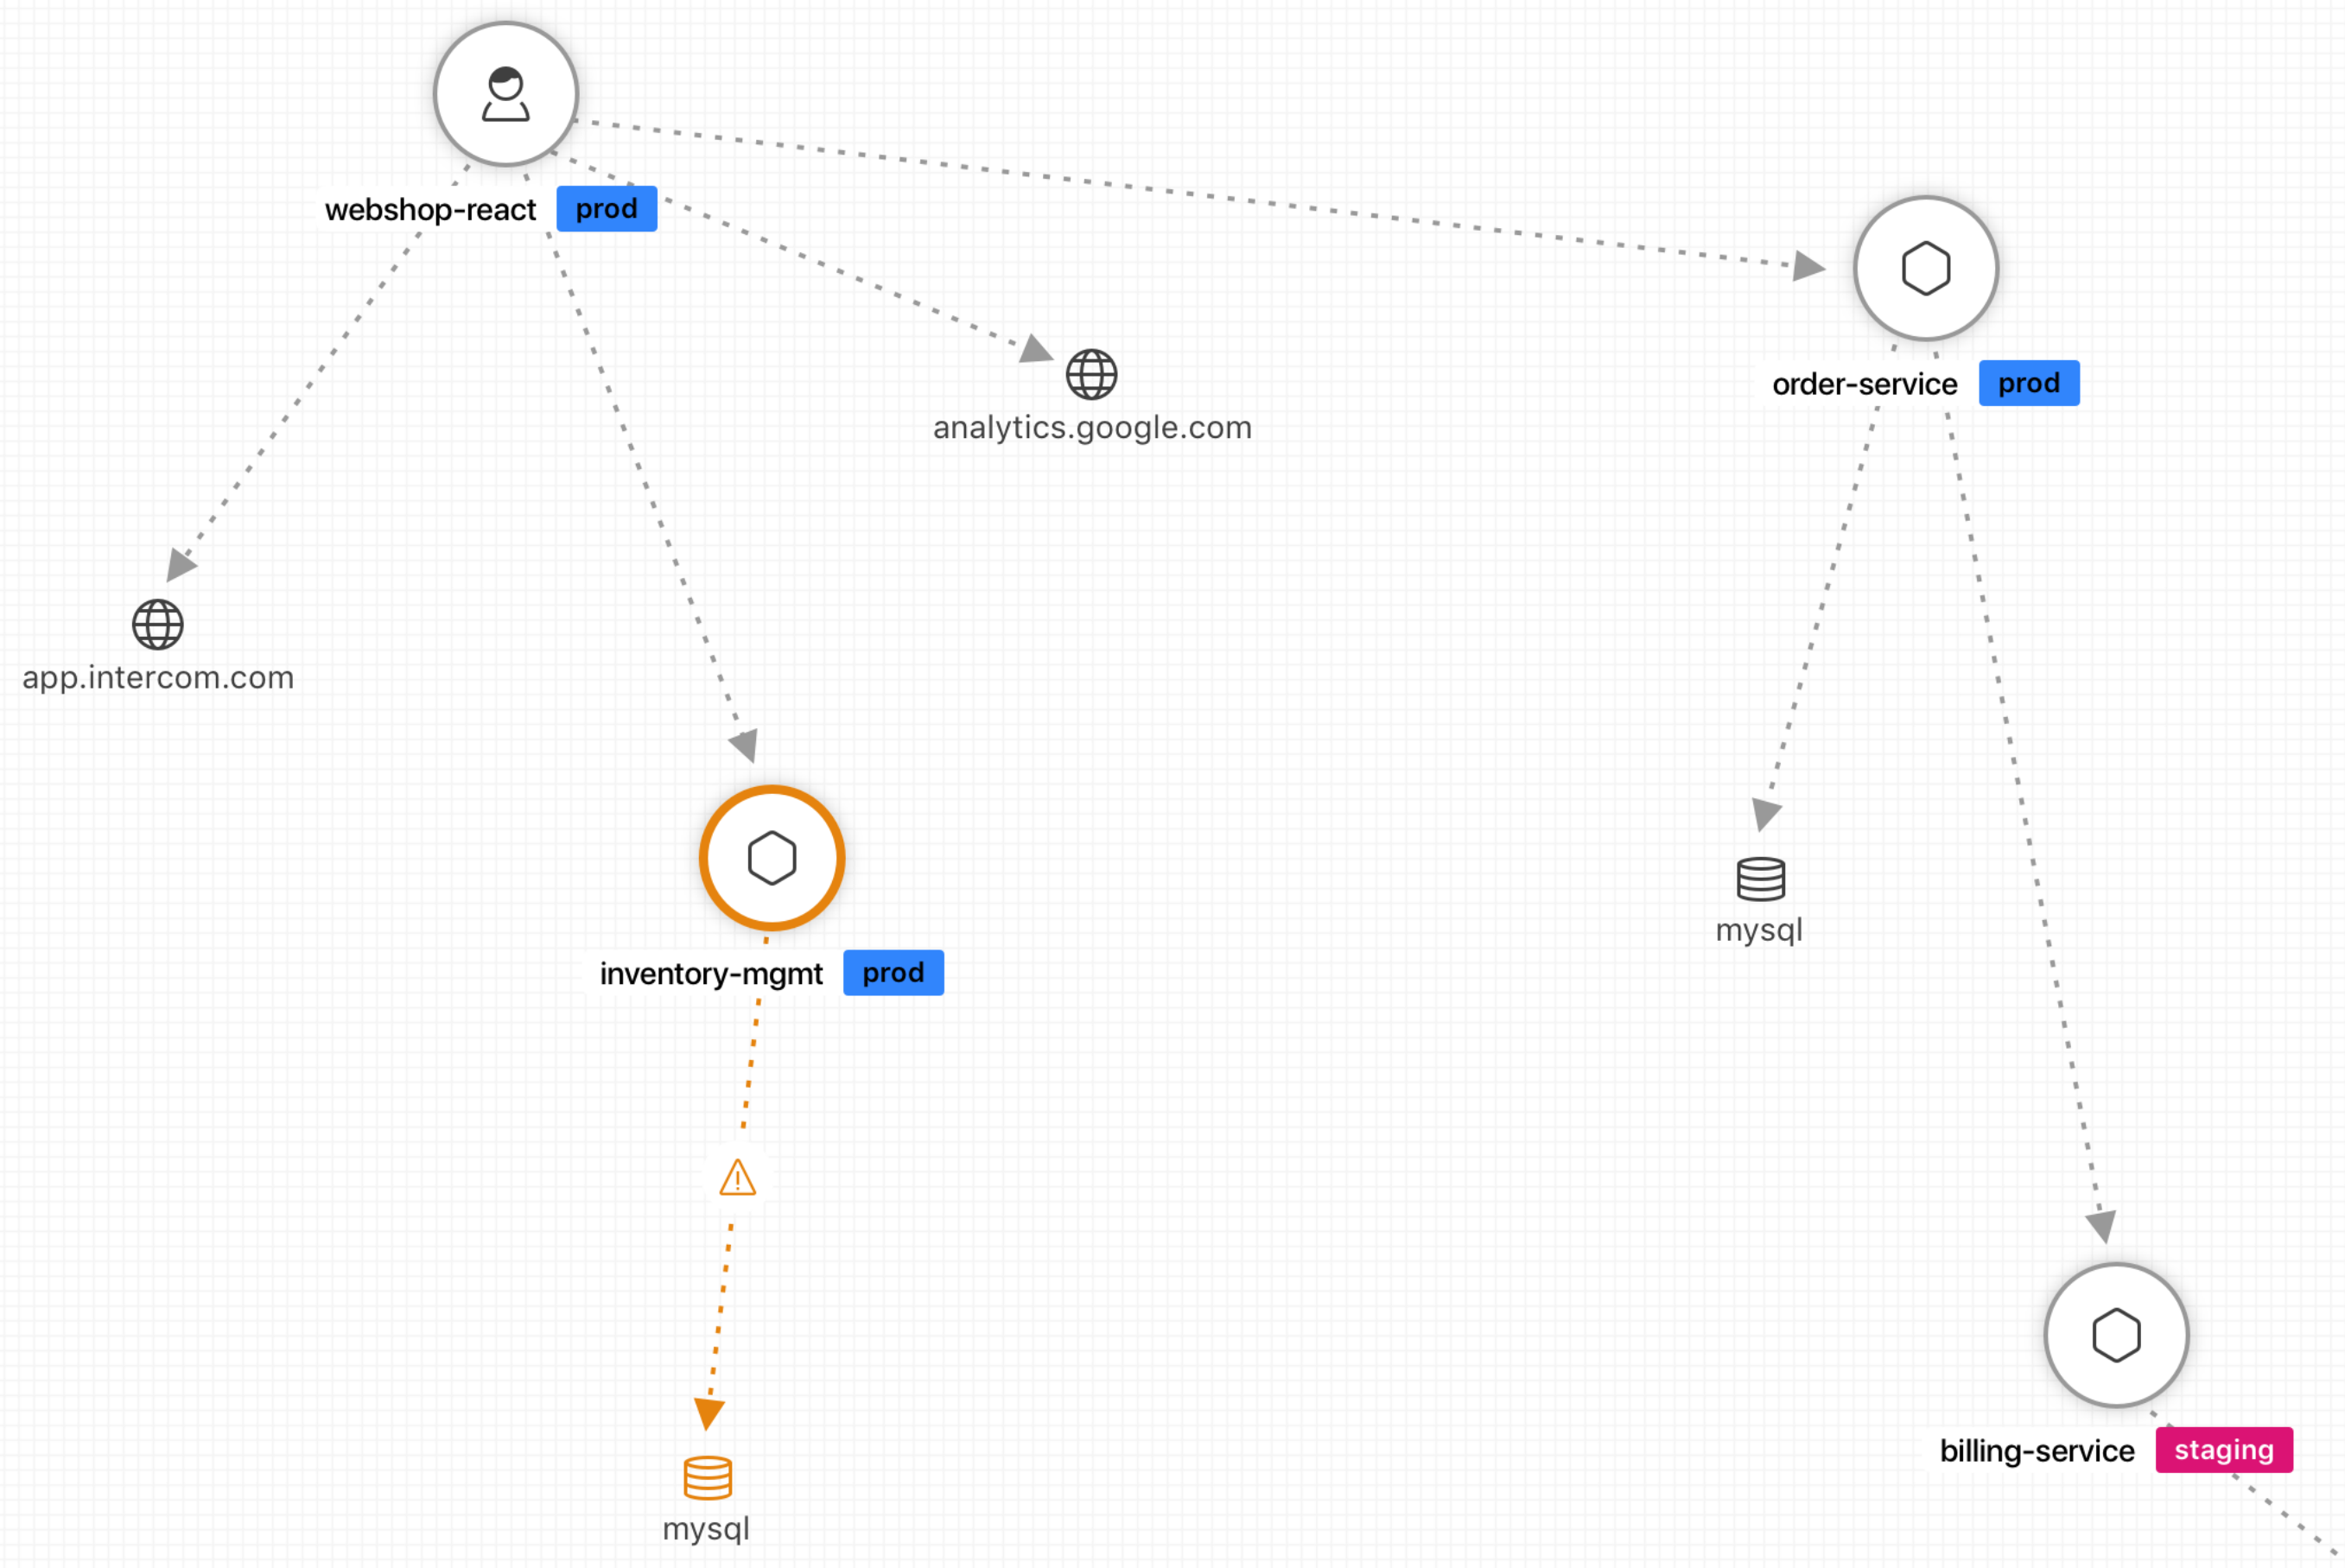 webshop-react prod
order-service prod
analytics.google.com
app.intercom.com
mysql
inventory-mgmt prod
billing-service staging
mysql